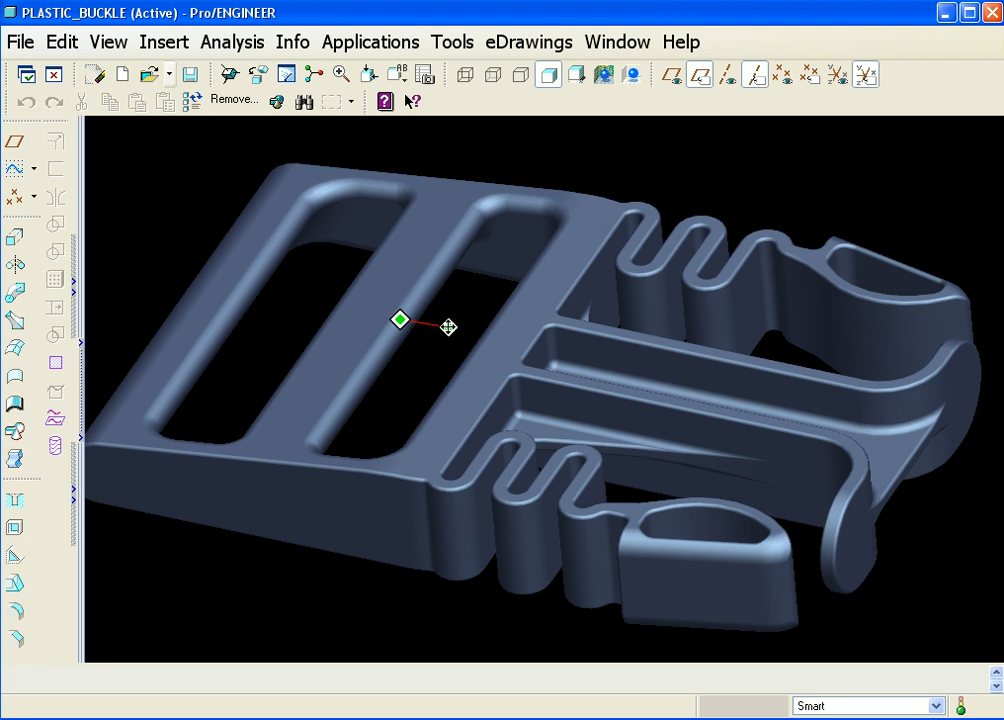 PLASTIC_BUCKLE (Active) - Pro/ENGINEER
File Edit View Insert Analysis Info Applications Tools eDrawings Window Help
Remove...
Smart